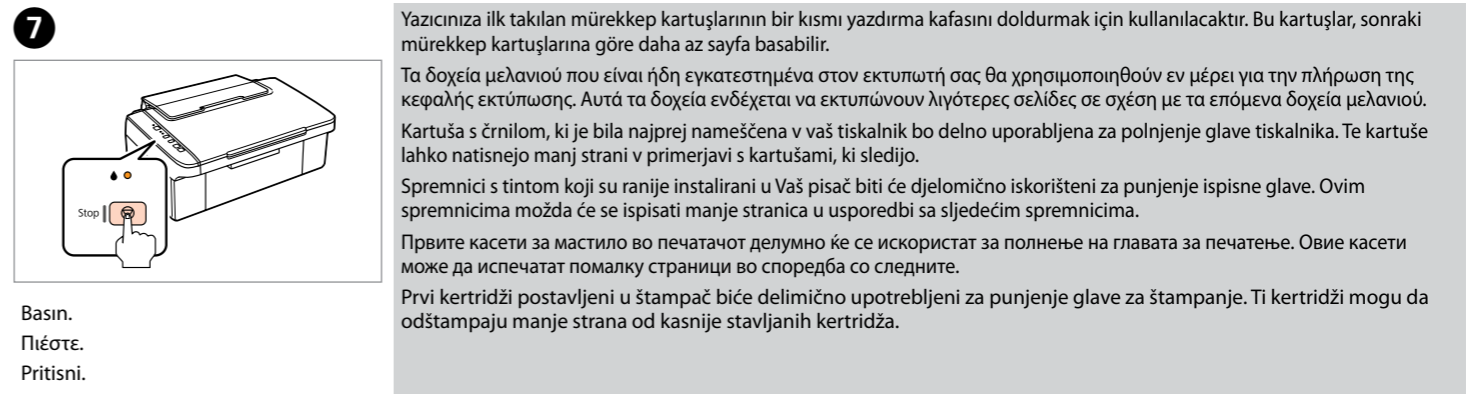 7
Stop
Basın.
Πιέστε.
Pritisni.
Yazıcınıza ilk takılan mürekkep kartuşlarının bir kısmı yazdırma kafasını doldurmak için kullanılacaktır. Bu kartuşlar, sonraki
mürekkep kartuşlarına göre daha az sayfa basabilir.
Τα δοχεία μελανιού που είναι ήδη εγκατεστημένα στον εκτυπωτή σας θα χρησιμοποιηθούν εν μέρει για την πλήρωση της
κεφαλής εκτύπωσης. Αυτά τα δοχεία ενδέχεται να εκτυπώνουν λιγότερες σελίδες σε σχέση με τα επόμενα δοχεία μελανιού.
Kartuša s črnilom, ki je bila najprej nameščena v vaš tiskalnik bo delno uporabljena za polnjenje glave tiskalnika. Te kartuše
lahko natisnejo manj strani v primerjavi s kartušami, ki sledijo.
Spremnici s tintom koji su ranije instalirani u Vaš pisač biti će djelomično iskorišteni za punjenje ispisne glave. Ovim
spremnicima možda će se ispisati manje stranica u usporedbi sa sljedećim spremnicima.
Првите касети за мастило во печатачот делумно ќе се искористат за полнење на главата за печатење. Овие касети
може да испечатат помалку страници во споредба со следните.
Prvi kertridži postavljeni u štampač biće delimično upotrebljeni za punjenje glave za štampanje. Ti kertridži mogu da
odštampaju manje strana od kasnije stavljanih kertridža.